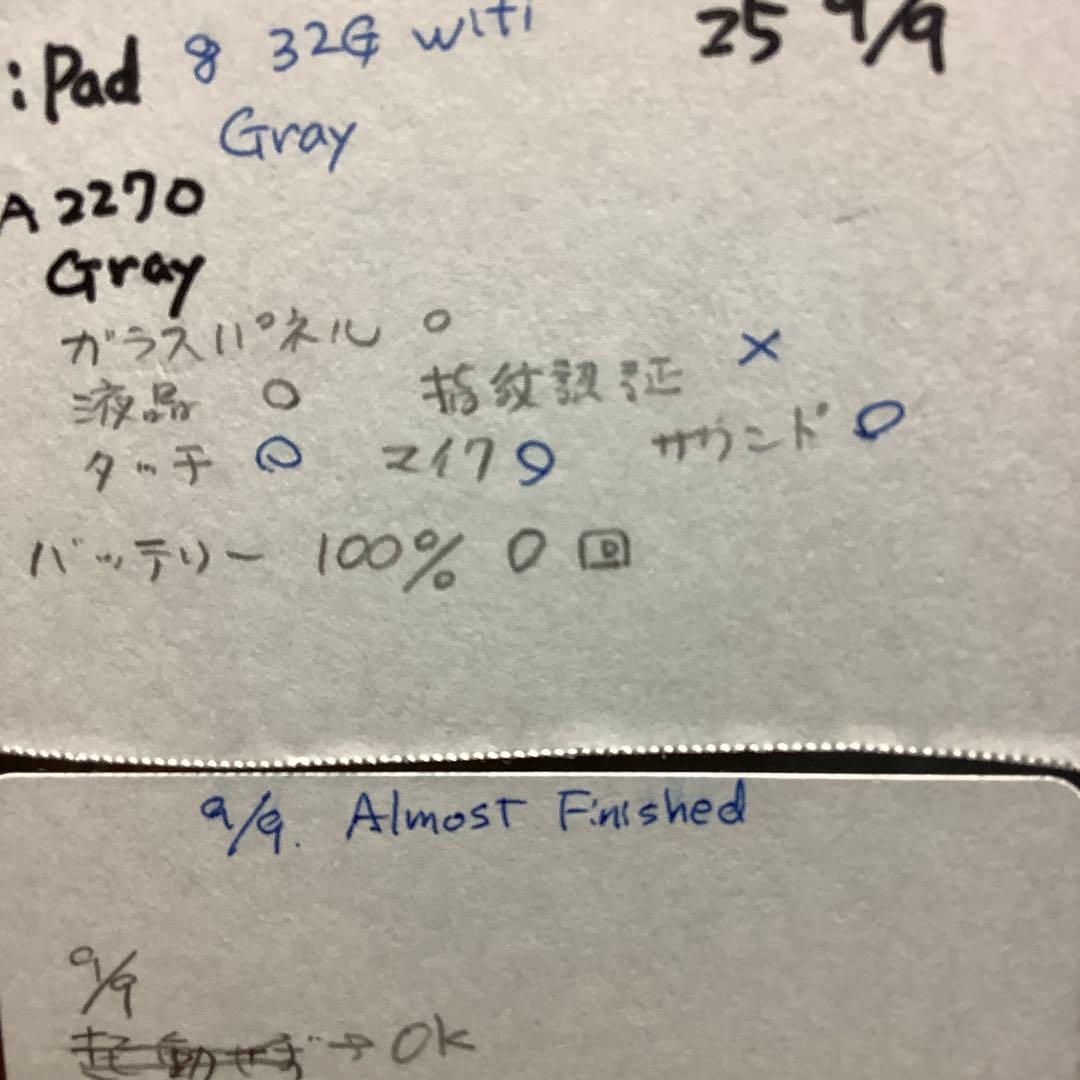 iPad 8 32G wifi 25 9/9
Gray
A2270
Gray
ガラスパネル ○ ×
液晶 ○ 指紋認証
タッチ ○ マイク ○ サウンド ○
バッテリー 100% 0回
9/9. Almost Finished
9/9
起動せず → OK